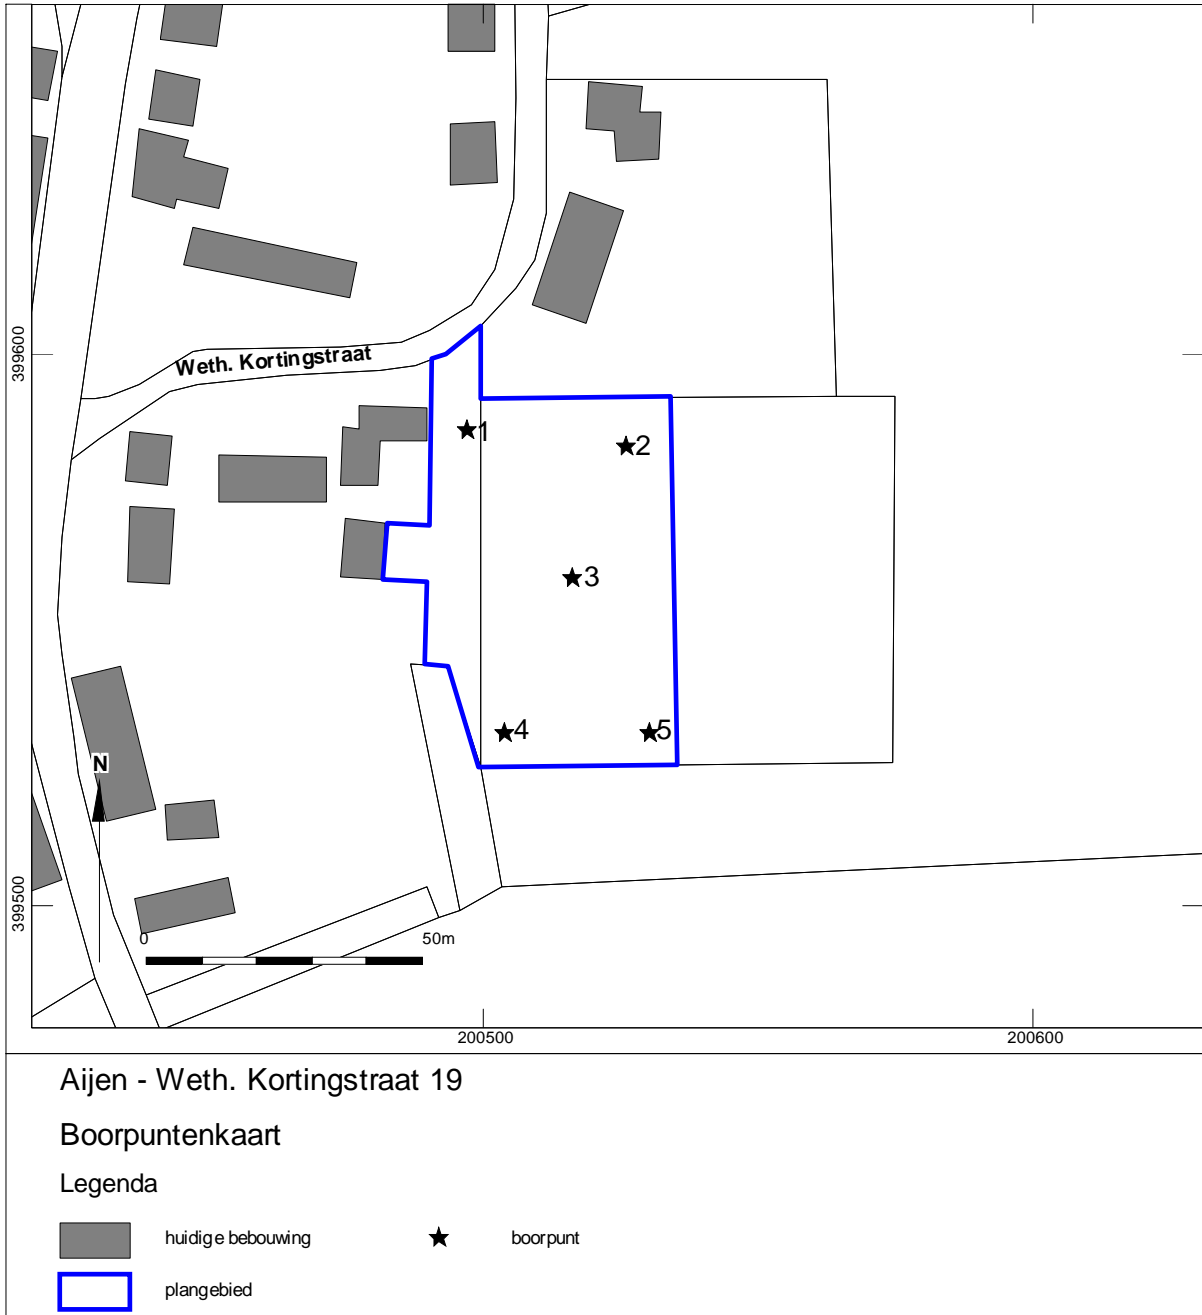 399600
Weth. Kortingstraat
1
2
3
4
5
N
399500
0
50m
200500
200600
Aijen - Weth. Kortingstraat 19
Boorpuntenkaart
Legenda
huidige bebouwing
boorpunt
plangebied